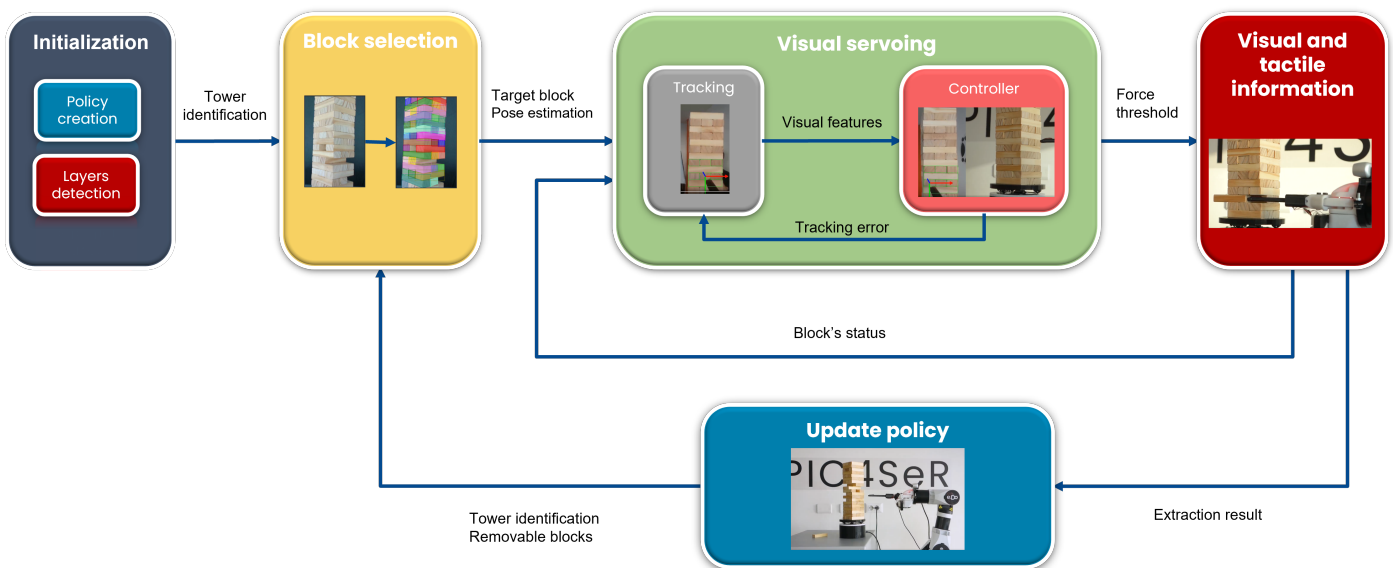 Initialization
Policy
creation
Layers
detection
Tower
identification
Block selection
Target block
Pose estimation
Visual servoing
Tracking
Visual features
Controller
PIC4
Tracking error
Force
threshold
Visual and
tactile
information
4S
Block's status
Update policy
PIC4SeR
Extraction result
Tower identification
Removable blocks